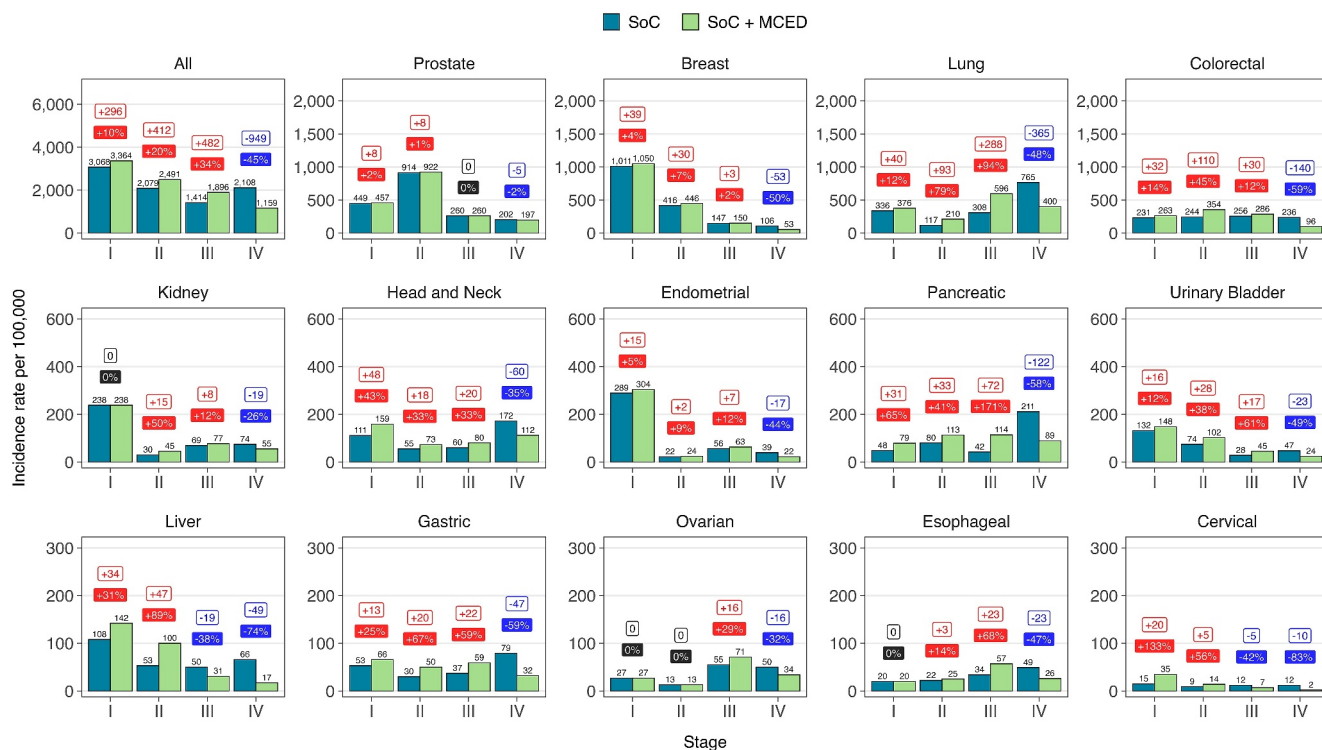 SoC SoC + MCED
All Prostate Breast Lung Colorectal
6,000 2,000 2,000 2,000 2,000
4,000 1,500 1,500 1,500 1,500
2,000 1,000 1,000 1,000 1,000
0 500 500 500 500
0 0 0 0
+296 +412 +482 -949
+10% +20% +34% -45%
3,068 3,364 2,079 2,491 1,414 1,896 2,108 1,159
I II III IV
+8 +8 0 -5
+2% +1% 0% -2%
449 457 914 922 260 260 202 197
I II III IV
+39 +30 +3 -53
+4% +7% +2% -50%
1,011 1,050 416 446 147 150 106 53
I II III IV
+40 +93 +288 -365
+12% +79% +94% -48%
336 376 117 210 308 596 765 400
I II III IV
+32 +110 +30 -140
+14% +45% +12% -59%
231 263 244 354 256 286 236 96
I II III IV
Incidence rate per 100,000
Kidney Head and Neck Endometrial Pancreatic Urinary Bladder
600 600 600 600 600
400 400 400 400 400
200 200 200 200 200
0 0 0 0 0
0 +15 +8 -19
0% +50% +12% -26%
238 238 30 45 69 77 74 55
I II III IV
+48 +18 +20 -60
+43% +33% +33% -35%
111 159 55 73 60 80 172 112
I II III IV
+15 +2 +7 -17
+5% +9% +12% -44%
289 304 22 24 56 63 39 22
I II III IV
+31 +33 +72 -122
+65% +41% +171% -58%
48 79 80 113 42 114 211 89
I II III IV
+16 +28 +17 -23
+12% +38% +61% -49%
132 148 74 102 28 45 47 24
I II III IV
Liver Gastric Ovarian Esophageal Cervical
300 300 300 300 300
200 200 200 200 200
100 100 100 100 100
0 0 0 0 0
+34 +47 -19 -49
+31% +89% -38% -74%
108 142 53 100 50 31 66 17
I II III IV
+13 +20 +22 -47
+25% +67% +59% -59%
53 66 30 50 37 59 79 32
I II III IV
0 0 +16 -16
0% 0% +29% -32%
27 27 13 13 55 71 50 34
I II III IV
0 +3 +23 -23
0% +14% +68% -47%
20 20 22 25 34 57 49 26
I II III IV
+20 +5 -5 -10
+133% +56% -42% -83%
15 35 9 14 12 7 12 2
I II III IV
Stage